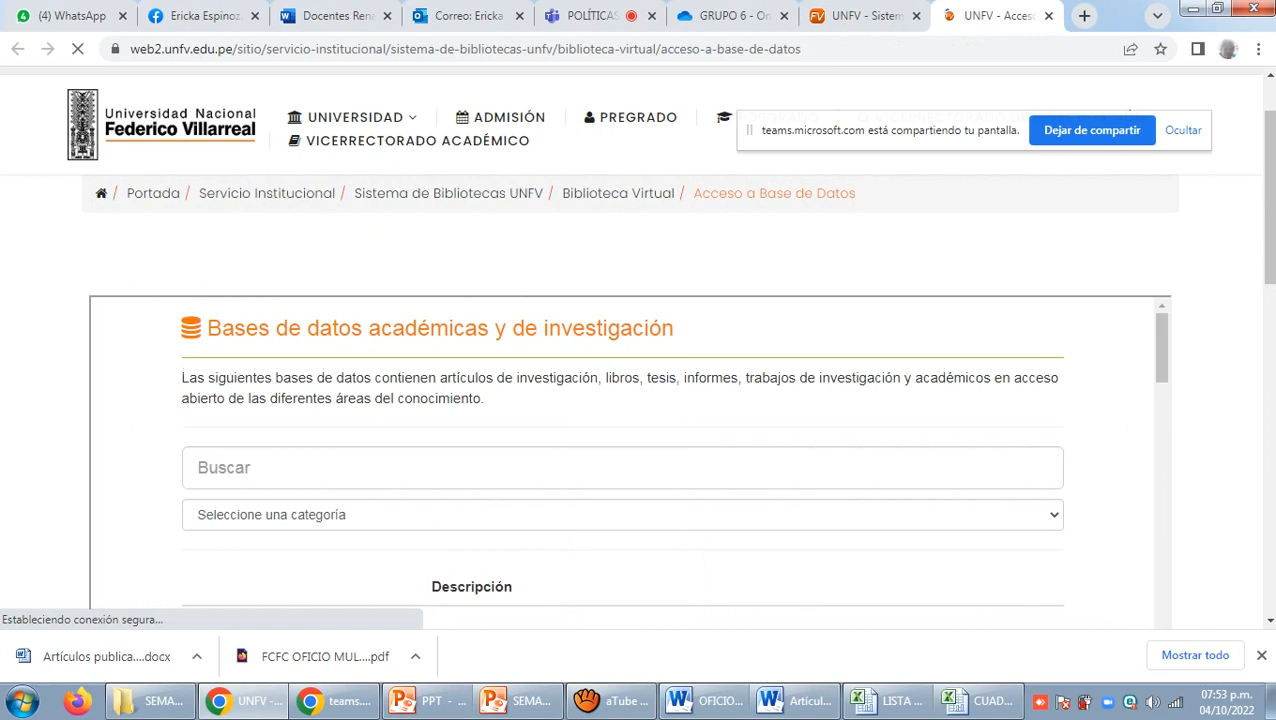 (4) WhatsApp
Ericka Espinoz
Docentes Rena
Correo: Ericka
POLÍTICAS
GRUPO 6 - On
UNFV - Sistem
UNFV - Acces
web2.unfv.edu.pe/sitio/servicio-institucional/sistema-de-bibliotecas-unfv/biblioteca-virtual/acceso-a-base-de-datos
Universidad Nacional
Federico Villarreal
UNIVERSIDAD
ADMISIÓN
PREGRADO
VICERRECTORADO ACADÉMICO
teams.microsoft.com está compartiendo tu pantalla.
Dejar de compartir
Ocultar
/ Portada / Servicio Institucional / Sistema de Bibliotecas UNFV / Biblioteca Virtual / Acceso a Base de Datos
Bases de datos académicas y de investigación
Las siguientes bases de datos contienen artículos de investigación, libros, tesis, informes, trabajos de investigación y académicos en acceso
abierto de las diferentes áreas del conocimiento.
Buscar
Seleccione una categoría
Descripción
Estableciendo conexión segura...
Artículos publica....docx
FCFC OFICIO MUL....pdf
Mostrar todo
SEMA...
UNFV -...
teams....
PPT - ...
SEMA...
aTube ...
OFICIO...
Articul...
LISTA ...
CUAD...
07:53 p.m.
04/10/2022